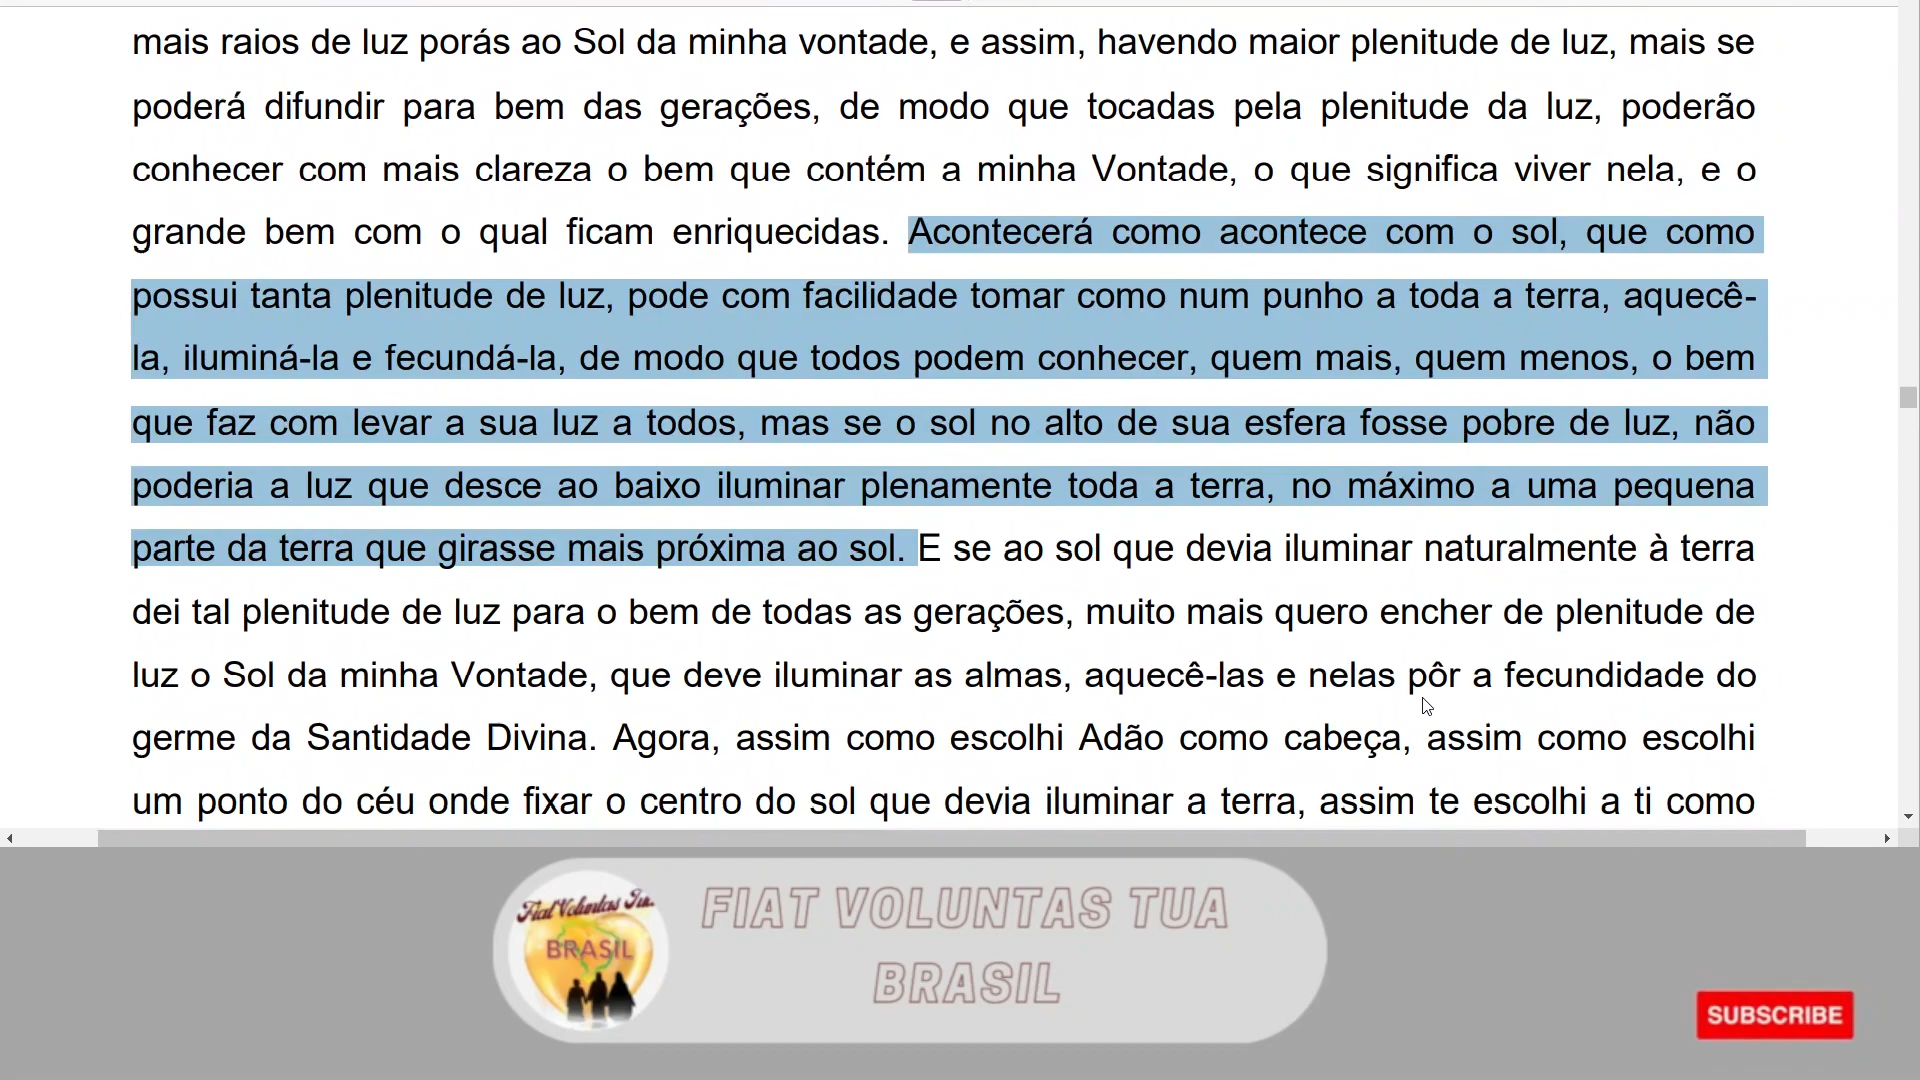 mais raios de luz porás ao Sol da minha vontade, e assim, havendo maior plenitude de luz, mais se
poderá difundir para bem das gerações, de modo que tocadas pela plenitude da luz, poderão
conhecer com mais clareza o bem que contém a minha Vontade, o que significa viver nela, e o
grande bem com o qual ficam enriquecidas. Acontecerá como acontece com o sol, que como
possui tanta plenitude de luz, pode com facilidade tomar como num punho a toda a terra, aquecê-
la, iluminá-la e fecundá-la, de modo que todos podem conhecer, quem mais, quem menos, o bem
que faz com levar a sua luz a todos, mas se o sol no alto de sua esfera fosse pobre de luz, não
poderia a luz que desce ao baixo iluminar plenamente toda a terra, no máximo a uma pequena
parte da terra que girasse mais próxima ao sol. E se ao sol que devia iluminar naturalmente à terra
dei tal plenitude de luz para o bem de todas as gerações, muito mais quero encher de plenitude de
luz o Sol da minha Vontade, que deve iluminar as almas, aquecê-las e nelas pôr a fecundidade do
germe da Santidade Divina. Agora, assim como escolhi Adão como cabeça, assim como escolhi
um ponto do céu onde fixar o centro do sol que devia iluminar a terra, assim te escolhi a ti como
Fiat Voluntas Tua
BRASIL
FIAT VOLUNTAS TUA
BRASIL
SUBSCRIBE